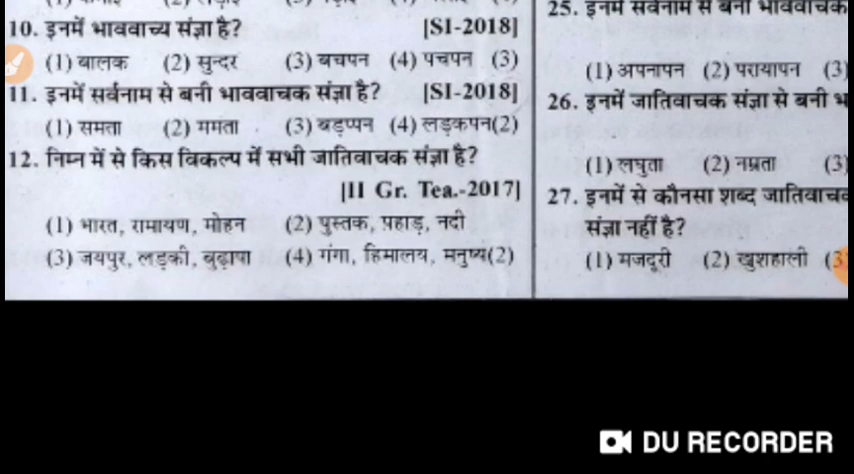 10. इनमें भाववाच्य संज्ञा है? [SI-2018]
(1) बालक (2) सुन्दर (3) बचपन (4) पचपन (3)
11. इनमें सर्वनाम से बनी भाववाचक संज्ञा है? [SI-2018]
(1) समता (2) ममता (3) बड़प्पन (4) लड़कपन(2)
12. निम्न में से किस विकल्प में सभी जातिवाचक संज्ञा है?
[II Gr. Tea.-2017]
(1) भारत, रामायण, मोहन (2) पुस्तक, पहाड़, नदी
(3) जयपुर, लड़की, बुढ़ापा (4) गंगा, हिमालय, मनुष्य(2)
25. इनमें सर्वनाम से बनी भाववाचक
(1) अपनापन (2) परायापन (3)
26. इनमें जातिवाचक संज्ञा से बनी
(1) लघुता (2) नम्रता (3)
27. इनमें से कौनसा शब्द
संज्ञा नहीं है?
(1) मजदूरी (2) खुशहाली (3
DU RECORDER